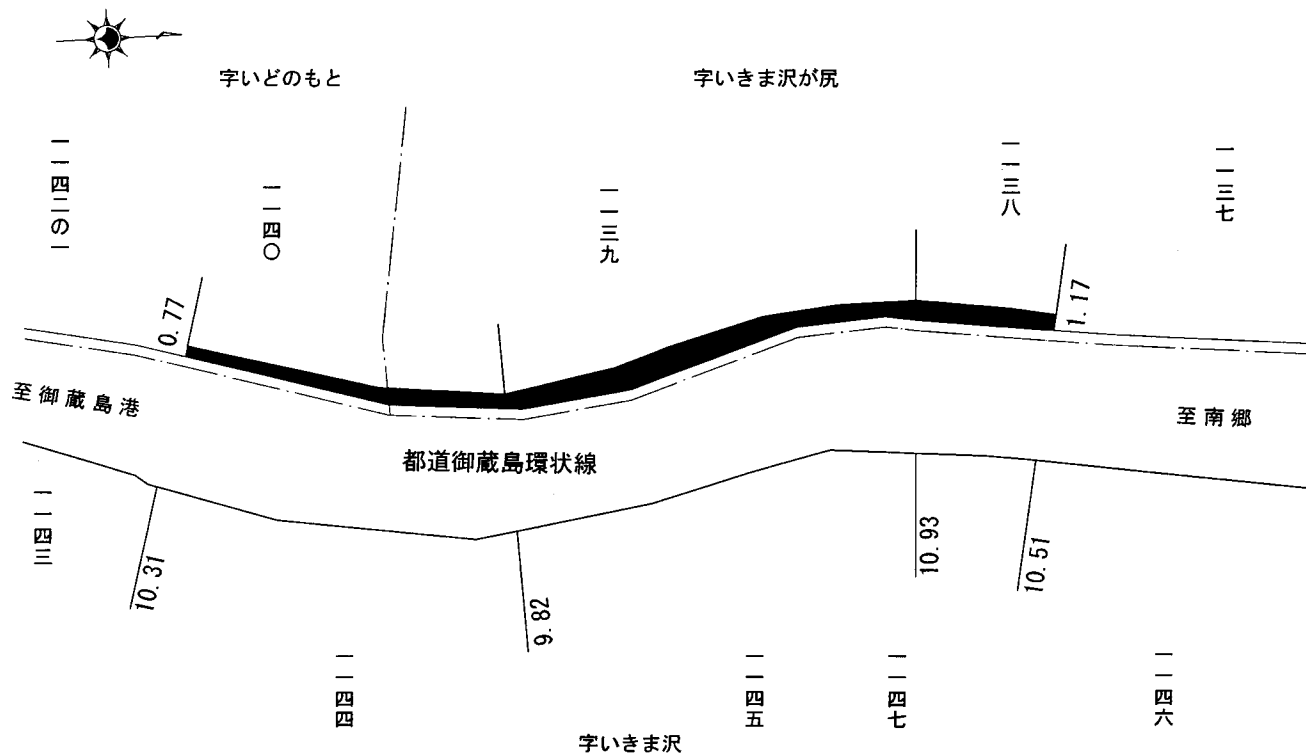 字いどのもと
字いきま沢が尻
一一四二の一
一一四〇
一一三九
一一三八
一一三七
0.77
1.17
至御蔵島港
都道御蔵島環状線
至南郷
一一四三
10.31
9.82
10.93
10.51
一一四四
一一四五
一一四七
一一四六
字いきま沢